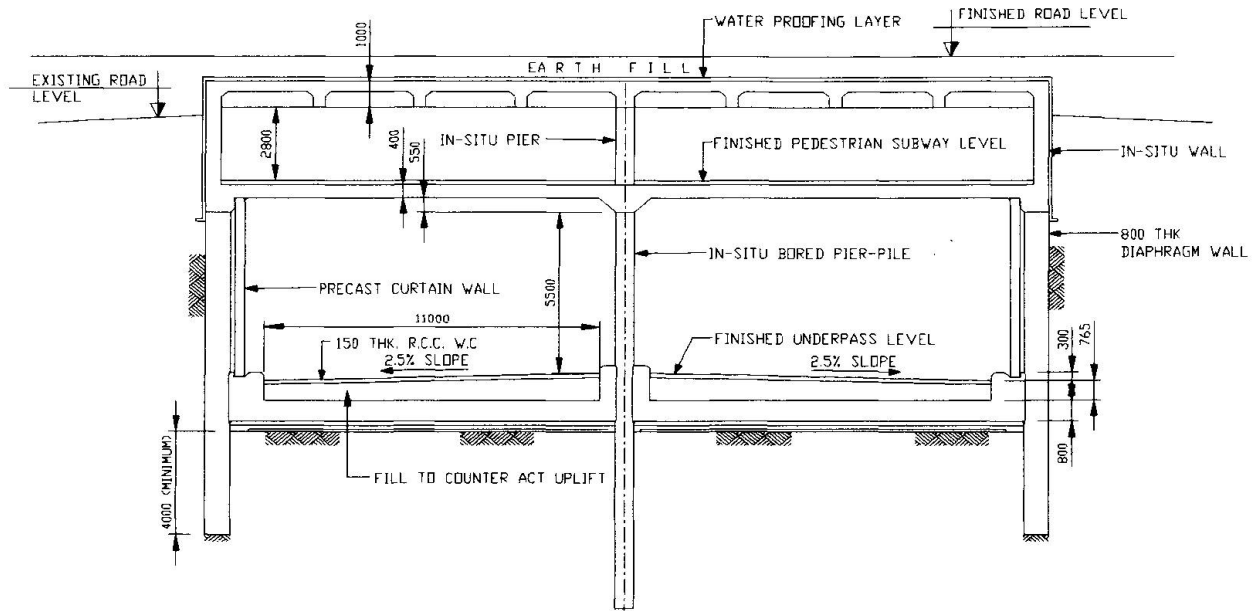 FINISHED ROAD LEVEL
WATER PROOFING LAYER
1000
EARTH FILL
EXISTING ROAD
LEVEL
2800
400
550
IN-SITU PIER
FINISHED PEDESTRIAN SUBWAY LEVEL
IN-SITU WALL
800 THK
DIAPHRAGM WALL
IN-SITU BORED PIER-PILE
PRECAST CURTAIN WALL
5500
11000
150 THK. R.C.C. W.C
2.5% SLOPE
FINISHED UNDERPASS LEVEL
2.5% SLOPE
300
765
800
4000 (MINIMUM)
FILL TO COUNTER ACT UPLIFT